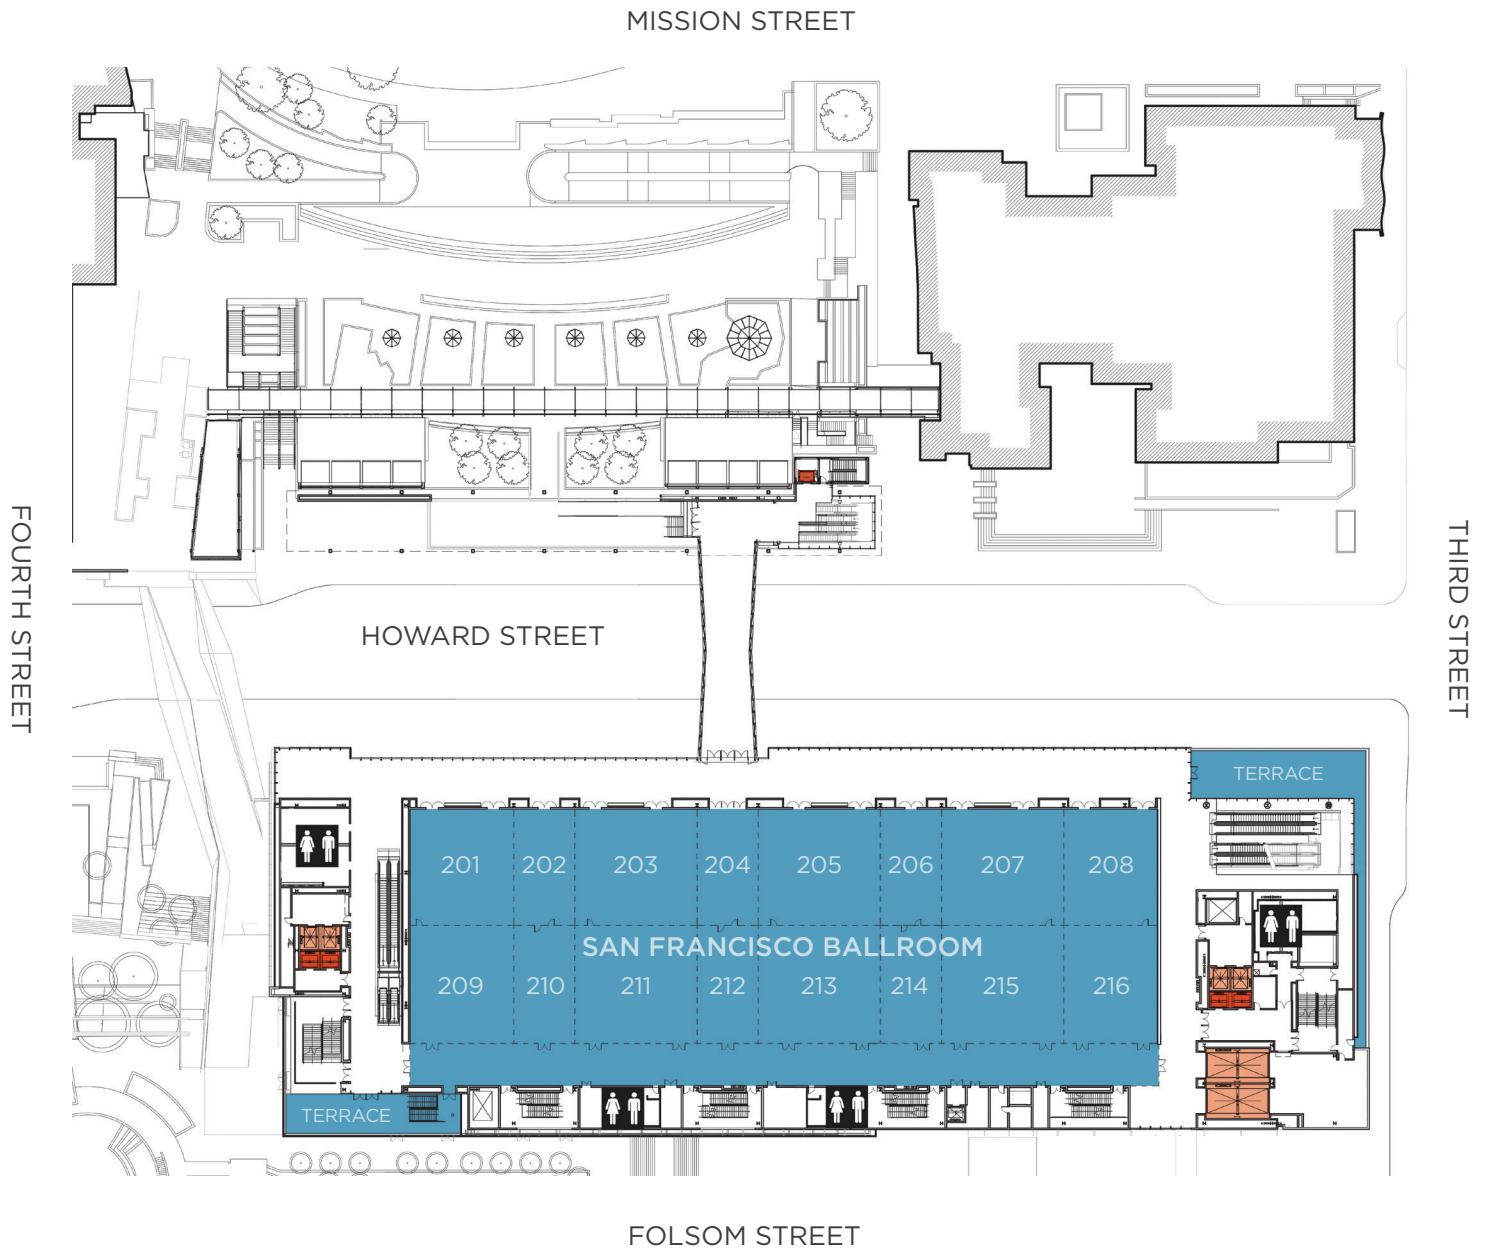 MISSION STREET
FOURTH STREET
THIRD STREET
HOWARD STREET
TERRACE
201 202 203 204 205 206 207 208
SAN FRANCISCO BALLROOM
209 210 211 212 213 214 215 216
TERRACE
FOLSOM STREET